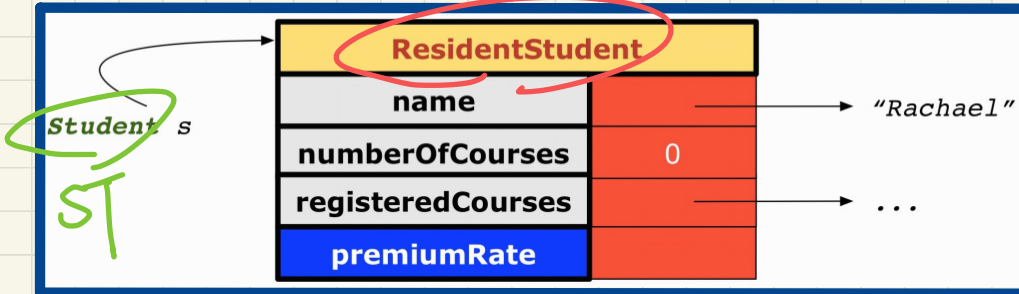 ResidentStudent
name
"Rachael"
Student s
numberOfCourses 0
ST
registeredCourses ...
premiumRate